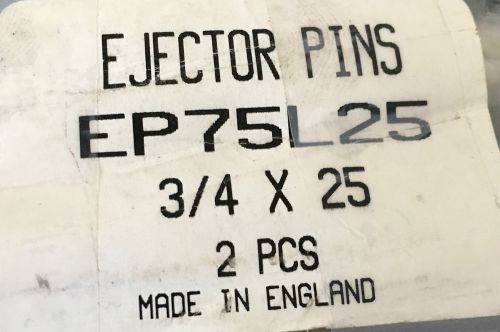 EJECTOR PINS
EP75L25
3/4 X 25
2 PCS
MADE IN ENGLAND